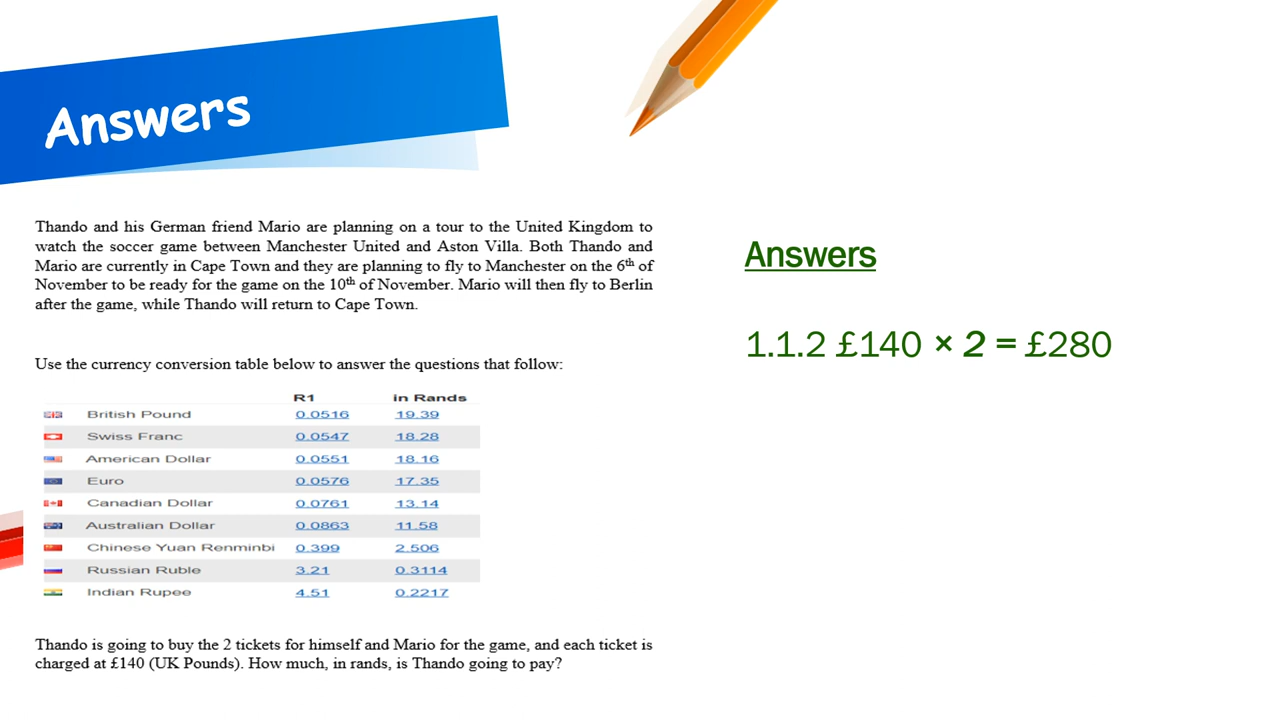 Answers
Thando and his German friend Mario are planning on a tour to the United Kingdom to
watch the soccer game between Manchester United and Aston Villa. Both Thando and
Mario are currently in Cape Town and they are planning to fly to Manchester on the 6th of
November to be ready for the game on the 10th of November. Mario will then fly to Berlin
after the game, while Thando will return to Cape Town.
Use the currency conversion table below to answer the questions that follow:
R1 in Rands
British Pound 0.0516 19.39
Swiss Franc 0.0547 18.28
American Dollar 0.0551 18.16
Euro 0.0576 17.35
Canadian Dollar 0.0761 13.14
Australian Dollar 0.0863 11.58
Chinese Yuan Renminbi 0.399 2.506
Russian Ruble 3.21 0.3114
Indian Rupee 4.51 0.2217
Thando is going to buy the 2 tickets for himself and Mario for the game, and each ticket is
charged at £140 (UK Pounds). How much, in rands, is Thando going to pay?
Answers
1.1.2 £140 × 2 = £280